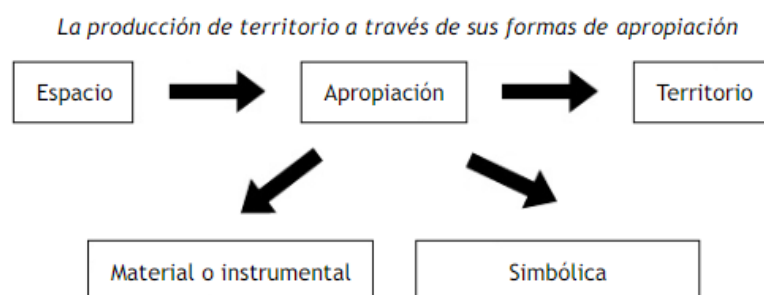 La producción de territorio a través de sus formas de apropiación
Espacio
Apropiación
Territorio
Material o instrumental
Simbólica